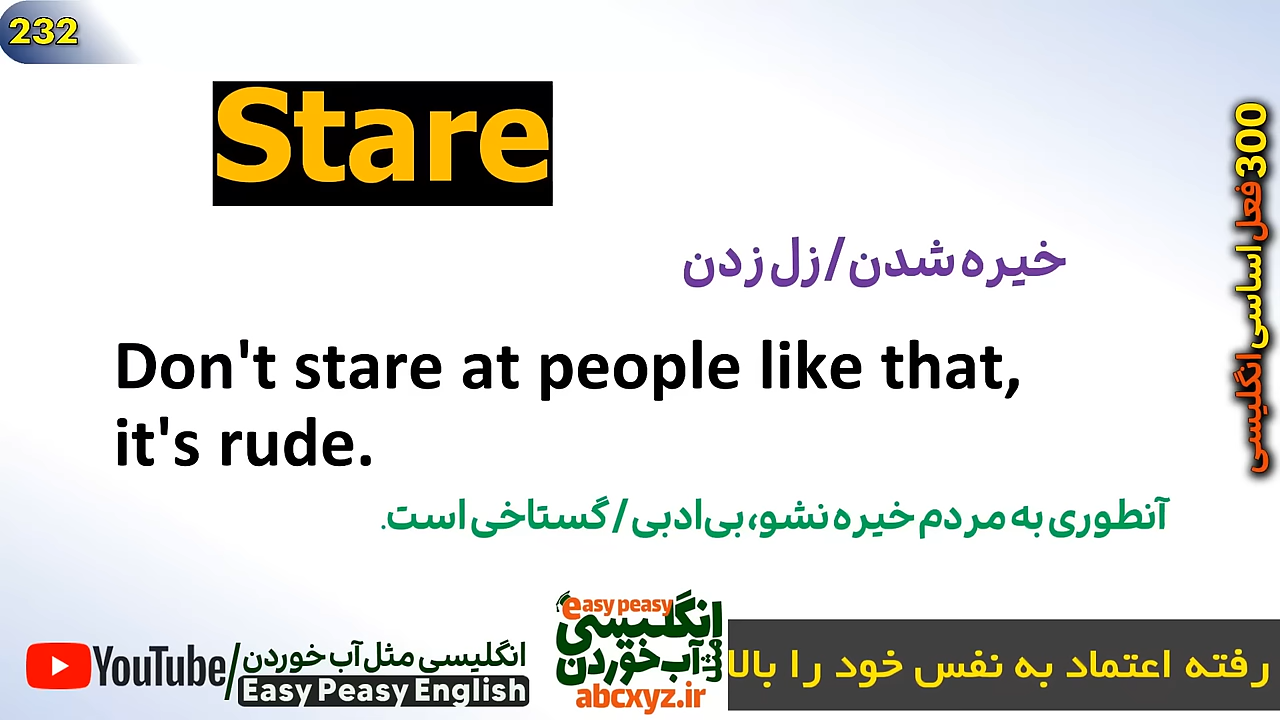 232
Stare
300 فعل اساسی انگلیسی
خیره شدن/زل زدن
Don't stare at people like that,
it's rude.
آنطوری به مردم خیره نشو، بی‌ادبی/ گستاخی است.
YouTube/انگلیسی مثل آب خوردن
Easy Peasy English
easy peasy
انگلیسی
مثل
آب خوردن
abcxyz.ir
رفته اعتماد به نفس خود را بالا